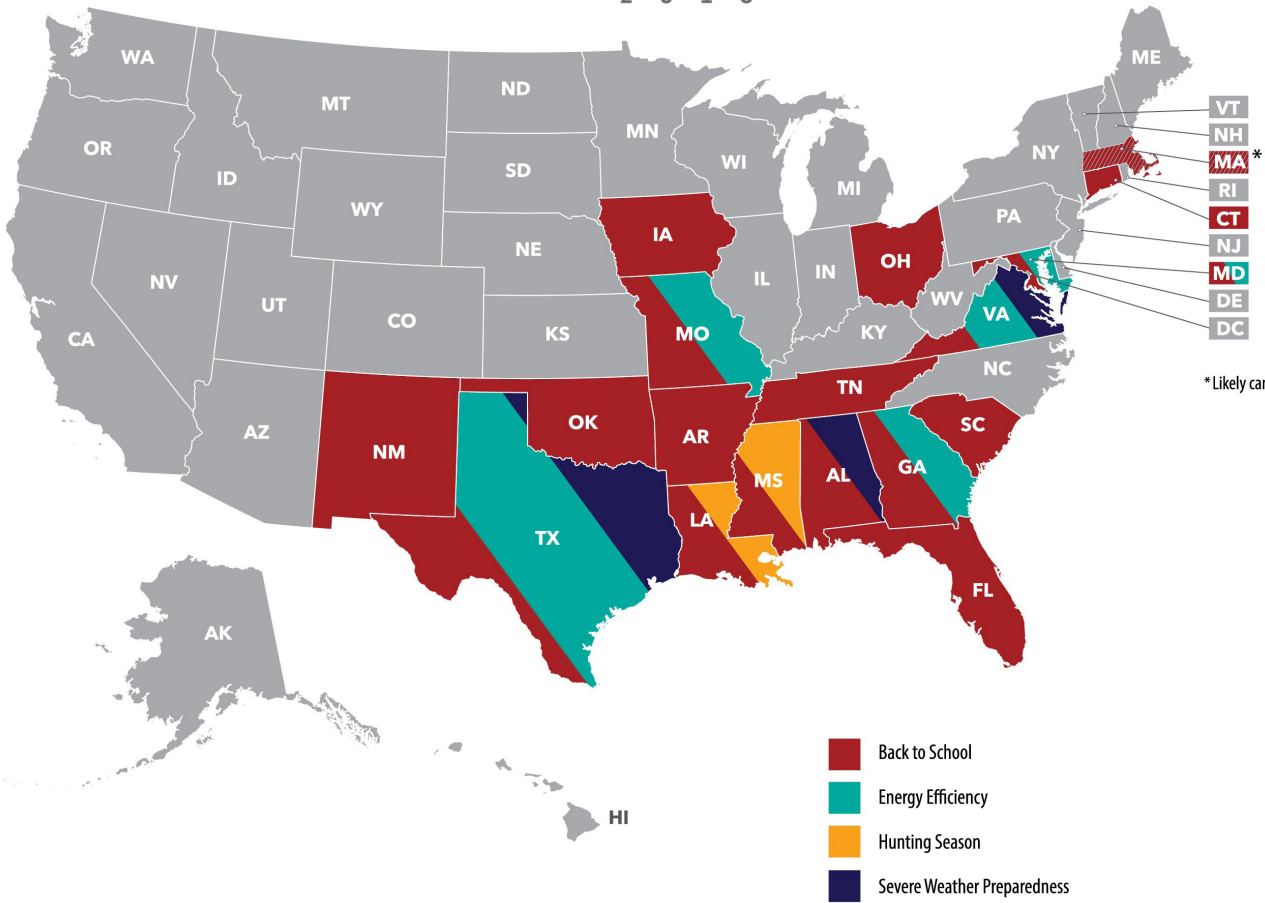 WA
OR
CA
NV
ID
MT
WY
UT
CO
AZ
NM
ND
SD
NE
KS
OK
TX
MN
IA
MO
AR
LA
WI
IL
MS
MI
IN
KY
TN
AL
OH
WV
VA
NC
SC
GA
FL
PA
NY
ME
VT
NH
MA *
RI
CT
NJ
MD
DE
DC
* Likely
AK
HI
Back to School
Energy Efficiency
Hunting Season
Severe Weather Preparedness